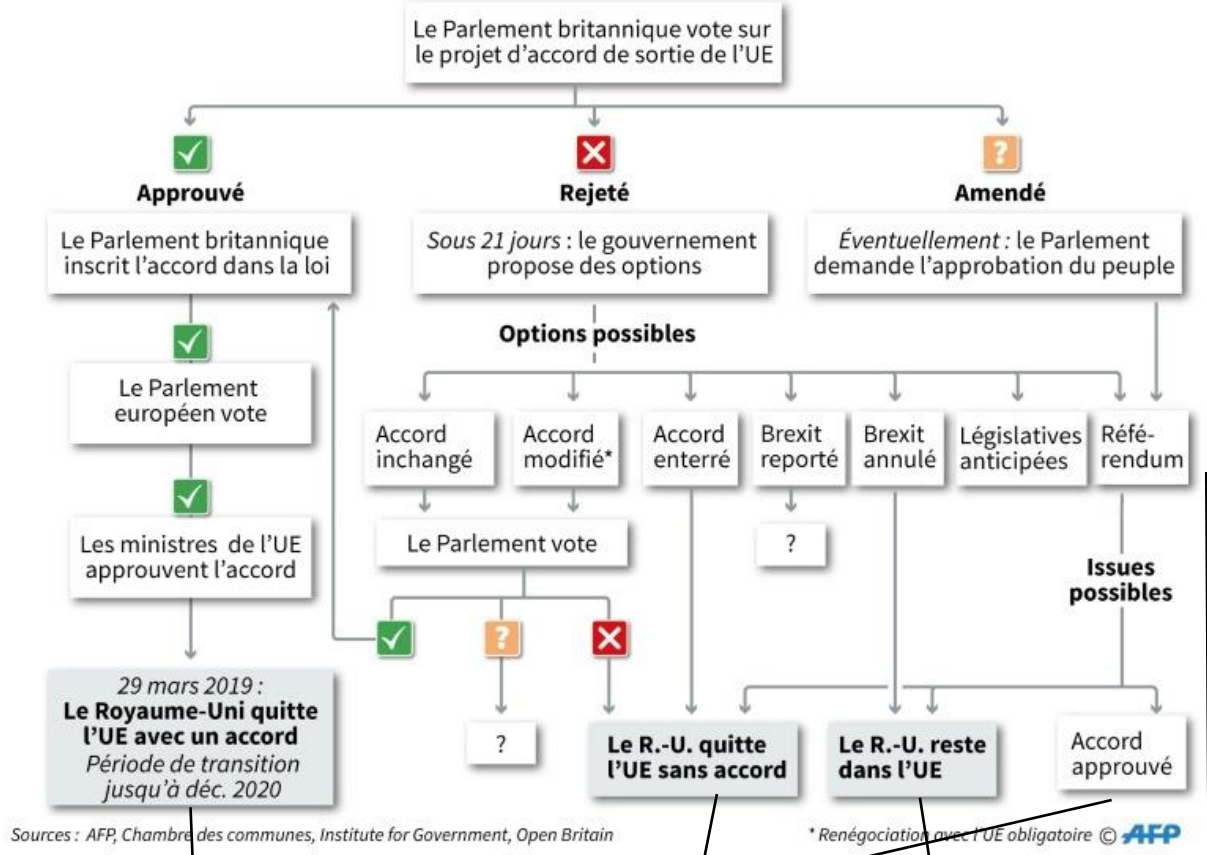 Le Parlement britannique vote sur
le projet d'accord de sortie de l'UE
Approuvé
Rejeté
?
Amendé
Le Parlement britannique
inscrit l'accord dans la loi
Sous 21 jours : le gouvernement
propose des options
Éventuellement : le Parlement
demande l'approbation du peuple
Options possibles
Le Parlement
européen vote
Accord
inchangé
Accord
modifié*
Accord
enterré
Brexit
reporté
Brexit
annulé
Législatives
anticipées
Réfé-
rendum
Les ministres de l'UE
approuvent l'accord
Le Parlement vote
?
Issues
possibles
?
29 mars 2019 :
Le Royaume-Uni quitte
l'UE avec un accord
Période de transition
jusqu'à déc. 2020
?
Le R.-U. quitte
l'UE sans accord
Le R.-U. reste
dans l'UE
Accord
approuvé
Sources : AFP, Chambre des communes, Institute for Government, Open Britain
* Renégociation avec l'UE obligatoire © AFP